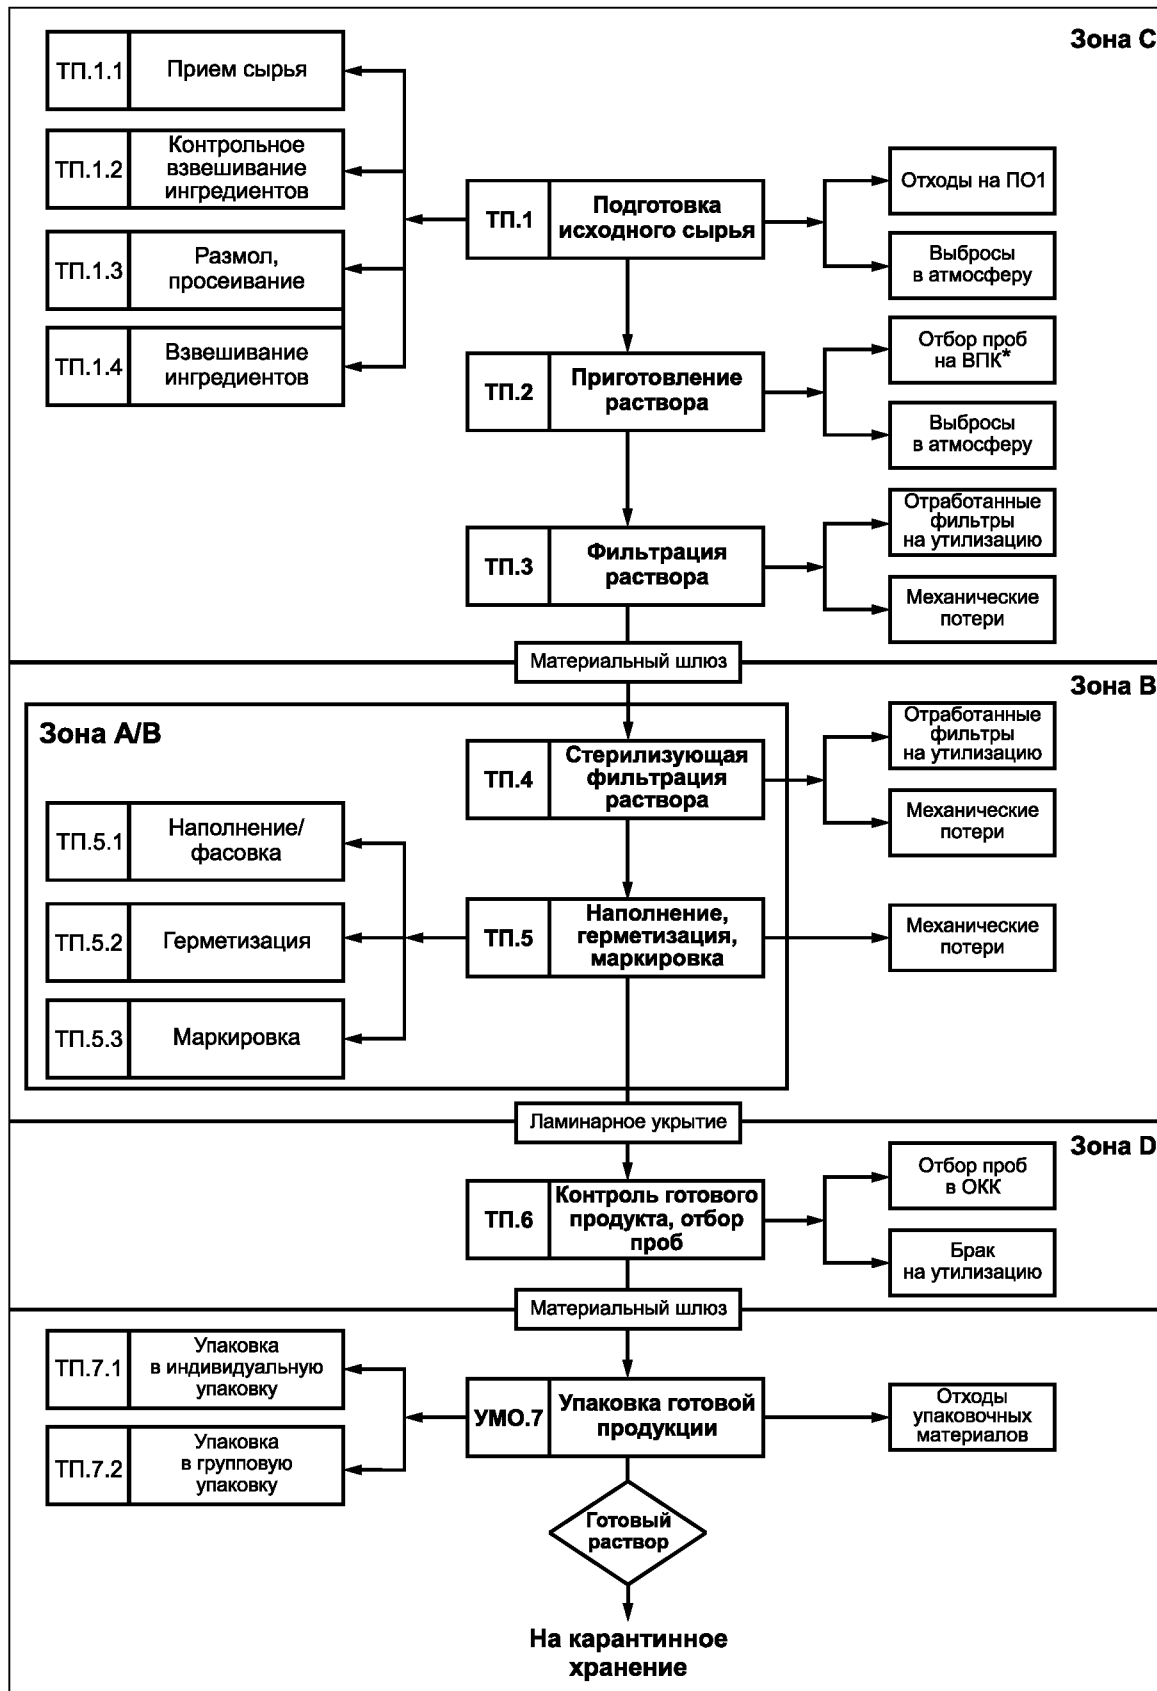 Зона C
ТП.1.1
Прием сырья
ТП.1.2
Контрольное
взвешивание
ингредиентов
ТП.1.3
Размол,
просеивание
ТП.1.4
Взвешивание
ингредиентов
ТП.1
Подготовка
исходного сырья
Отходы на ПО1
Выбросы
в атмосферу
ТП.2
Приготовление
раствора
Отбор проб
на ВПК*
Выбросы
в атмосферу
ТП.3
Фильтрация
раствора
Отработанные
фильтры
на утилизацию
Механические
потери
Материальный шлюз
Зона B
Зона A/B
ТП.4
Стерилизующая
фильтрация
раствора
Отработанные
фильтры
на утилизацию
Механические
потери
ТП.5.1
Наполнение/
фасовка
ТП.5.2
Герметизация
ТП.5.3
Маркировка
ТП.5
Наполнение,
герметизация,
маркировка
Механические
потери
Ламинарное укрытие
Зона D
ТП.6
Контроль готового
продукта, отбор
проб
Отбор проб
в ОКК
Брак
на утилизацию
Материальный шлюз
ТП.7.1
Упаковка
в индивидуальную
упаковку
ТП.7.2
Упаковка
в групповую
упаковку
УМО.7
Упаковка готовой
продукции
Отходы
упаковочных
материалов
Готовый
раствор
На карантинное
хранение